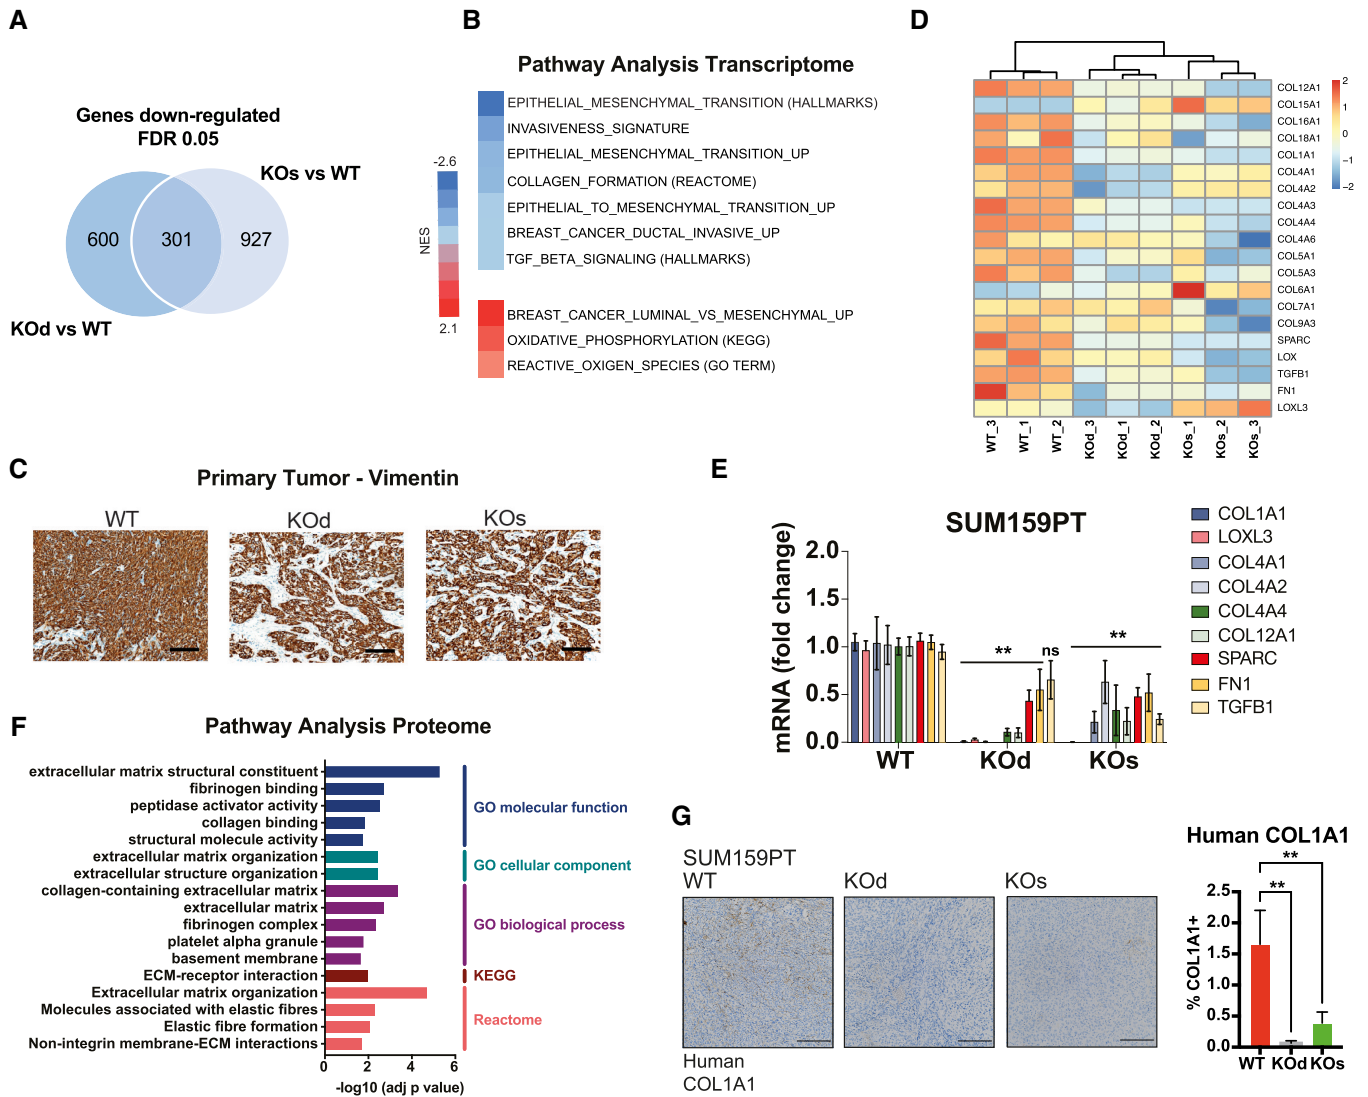 A
Genes down-regulated
FDR 0.05
KOs vs WT
600
301
927
KOd vs WT
B
Pathway Analysis Transcriptome
-2.6
NES
2.1
EPITHELIAL_MESENCHYMAL_TRANSITION (HALLMARKS)
INVASIVENESS_SIGNATURE
EPITHELIAL_MESENCHYMAL_TRANSITION_UP
COLLAGEN_FORMATION (REACTOME)
EPITHELIAL_TO_MESENCHYMAL_TRANSITION_UP
BREAST_CANCER_DUCTAL_INVASIVE_UP
TGF_BETA_SIGNALING (HALLMARKS)
BREAST_CANCER_LUMINAL_VS_MESENCHYMAL_UP
OXIDATIVE_PHOSPHORYLATION (KEGG)
REACTIVE_OXIGEN_SPECIES (GO TERM)
D
COL12A1
COL15A1
COL16A1
COL18A1
COL1A1
COL4A1
COL4A2
COL4A3
COL4A4
COL4A6
COL5A1
COL5A3
COL6A1
COL7A1
COL9A3
SPARC
LOX
TGFB1
FN1
LOXL3
2
1
0
−1
−2
WT_3
WT_1
WT_2
KOd_3
KOd_1
KOd_2
KOs_1
KOs_2
KOs_3
C
Primary Tumor - Vimentin
WT
KOd
KOs
E
SUM159PT
mRNA (fold change)
2.0
1.5
1.0
0.5
0.0
**
ns
**
WT
KOd
KOs
COL1A1
LOXL3
COL4A1
COL4A2
COL4A4
COL12A1
SPARC
FN1
TGFB1
F
Pathway Analysis Proteome
extracellular matrix structural constituent
fibrinogen binding
peptidase activator activity
collagen binding
structural molecule activity
extracellular matrix organization
extracellular structure organization
collagen-containing extracellular matrix
extracellular matrix
fibrinogen complex
platelet alpha granule
basement membrane
ECM-receptor interaction
Extracellular matrix organization
Molecules associated with elastic fibres
Elastic fibre formation
Non-integrin membrane-ECM interactions
GO molecular function
GO cellular component
GO biological process
KEGG
Reactome
0 2 4 6
-log10 (adj p value)
G
SUM159PT
WT
KOd
KOs
Human
COL1A1
Human COL1A1
**
**
% COL1A1+
2.5
2.0
1.5
1.0
0.5
0.0
WT KOd KOs